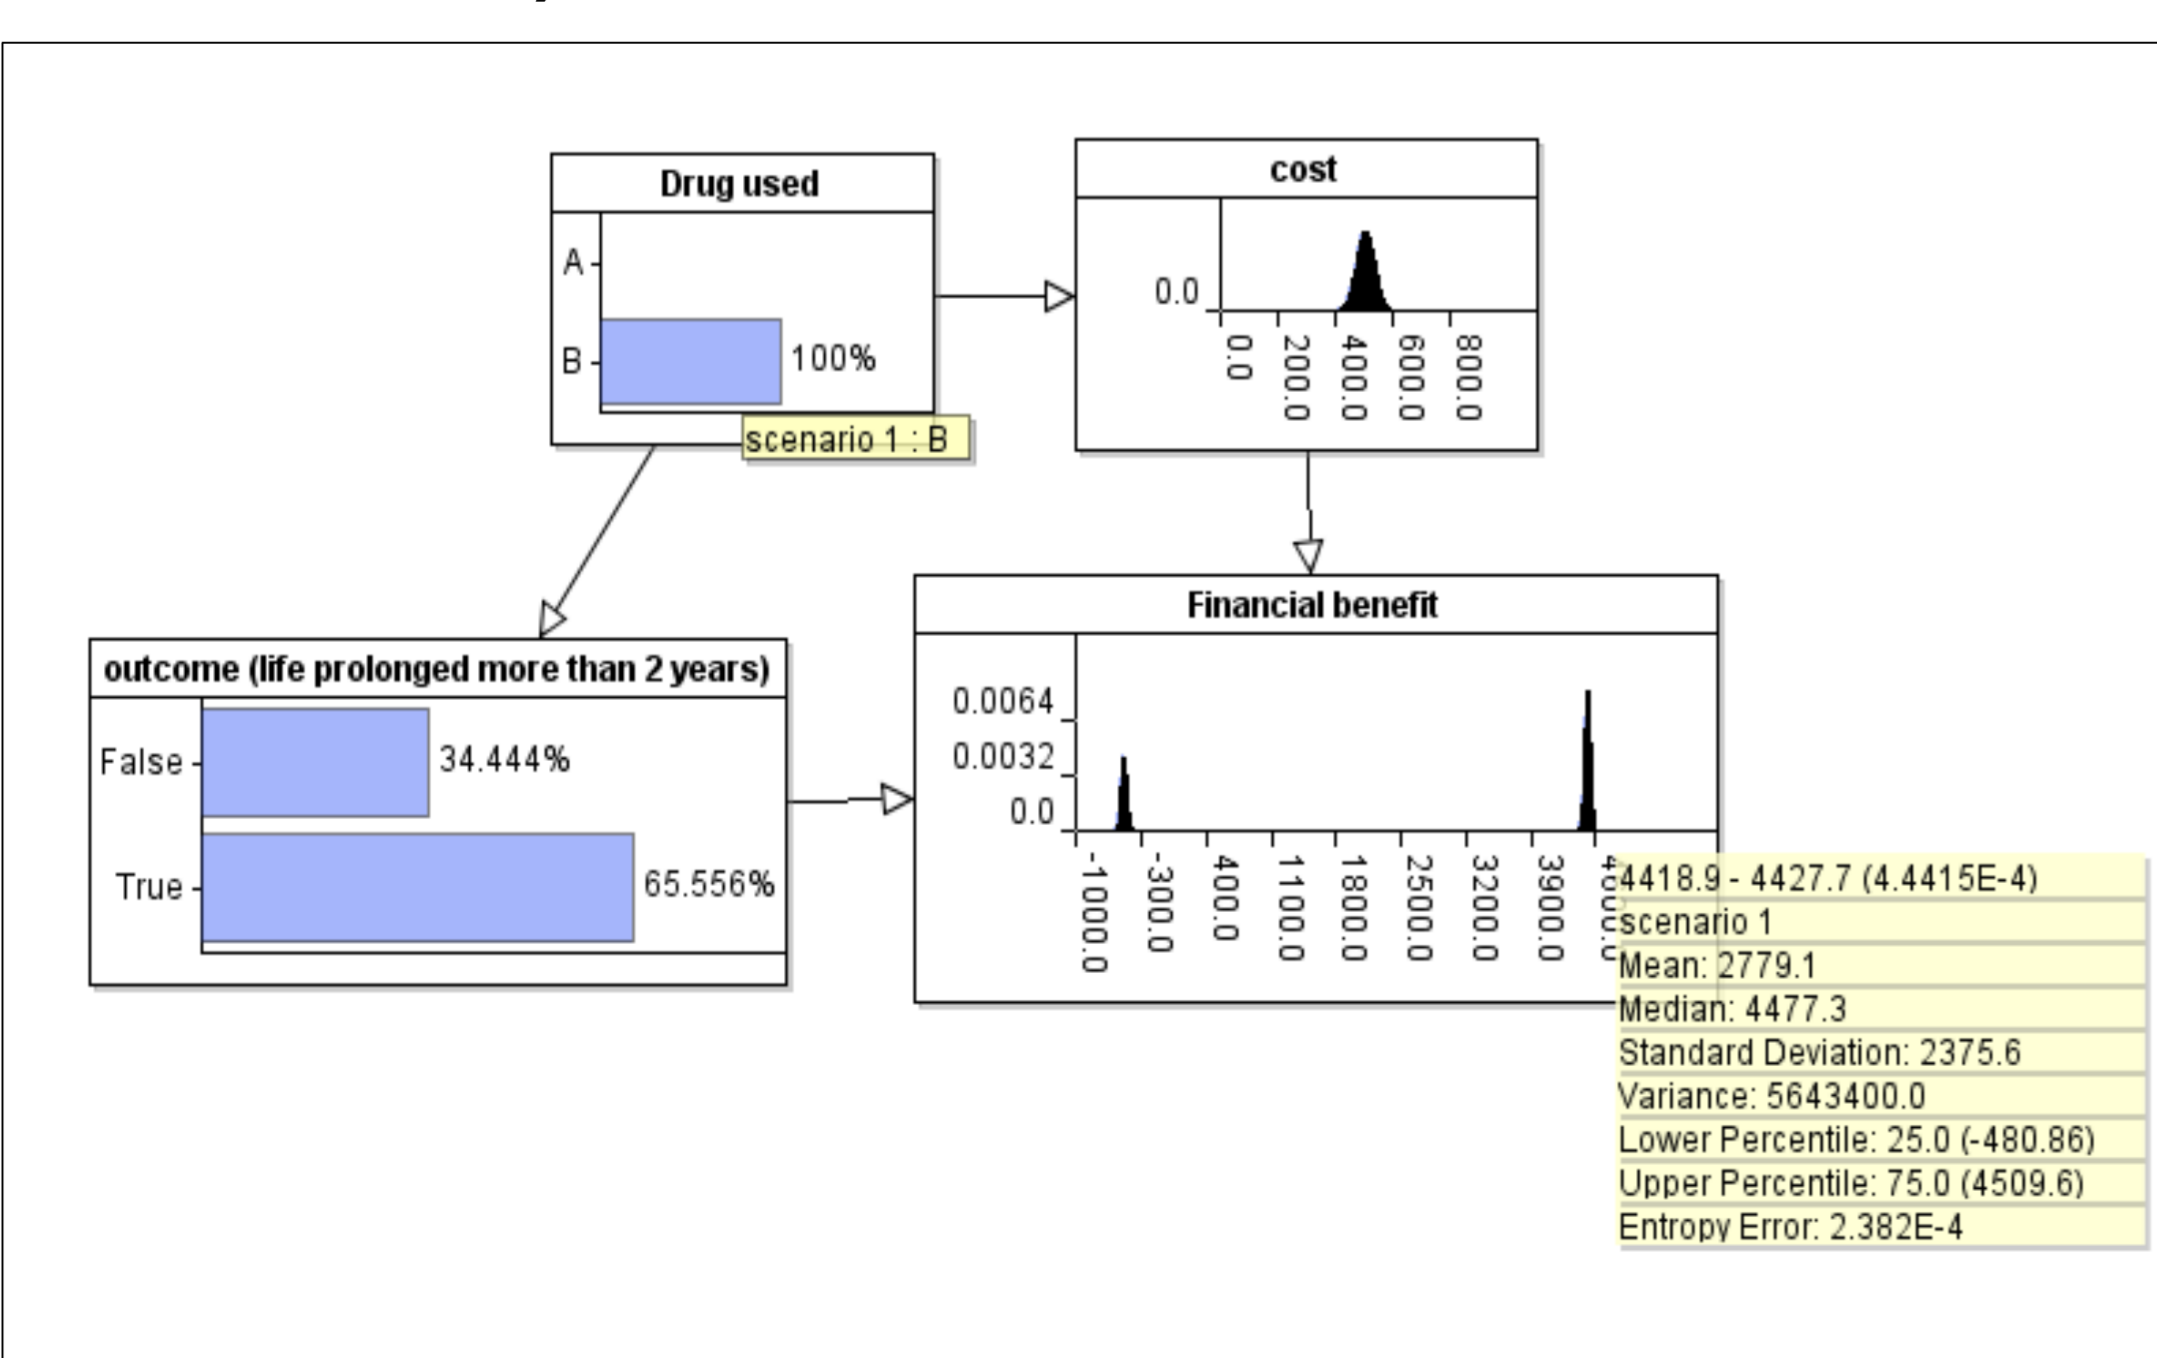 Drug used
A
B
100%
scenario 1 : B
cost
0.0
0.0
200.0
400.0
600.0
800.0
outcome (life prolonged more than 2 years)
False
34.444%
True
65.556%
Financial benefit
0.0064
0.0032
0.0
-1000.0
-300.0
400.0
1100.0
1800.0
2500.0
3200.0
3900.0
4418.9 - 4427.7 (4.4415E-4)
scenario 1
Mean: 2779.1
Median: 4477.3
Standard Deviation: 2375.6
Variance: 5643400.0
Lower Percentile: 25.0 (-480.86)
Upper Percentile: 75.0 (4509.6)
Entropy Error: 2.382E-4